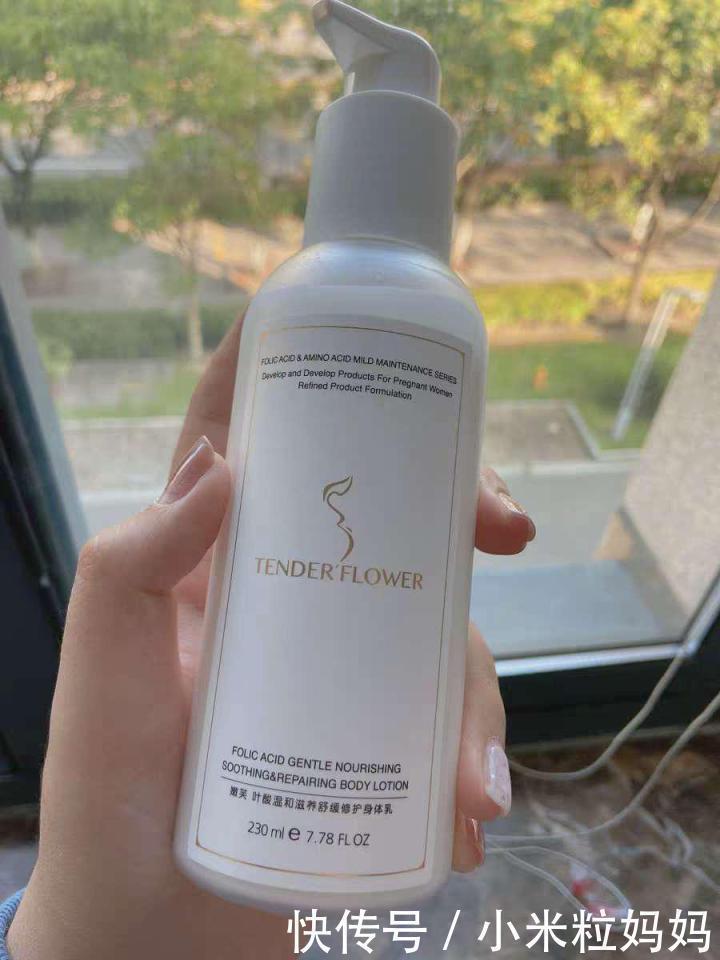 FOLIC ACID & AMINO ACID MILD MAINTENANCE SERIES
Develop and Develop Products For Pregnant Women
Refined Product Formulation
TENDER'FLOWER
FOLIC ACID GENTLE NOURISHING
SOOTHING&REPAIRING BODY LOTION
嫩芙 叶酸温和滋养舒缓修护身体乳
230 ml e 7.78 FL OZ
快传号 / 小米粒妈妈